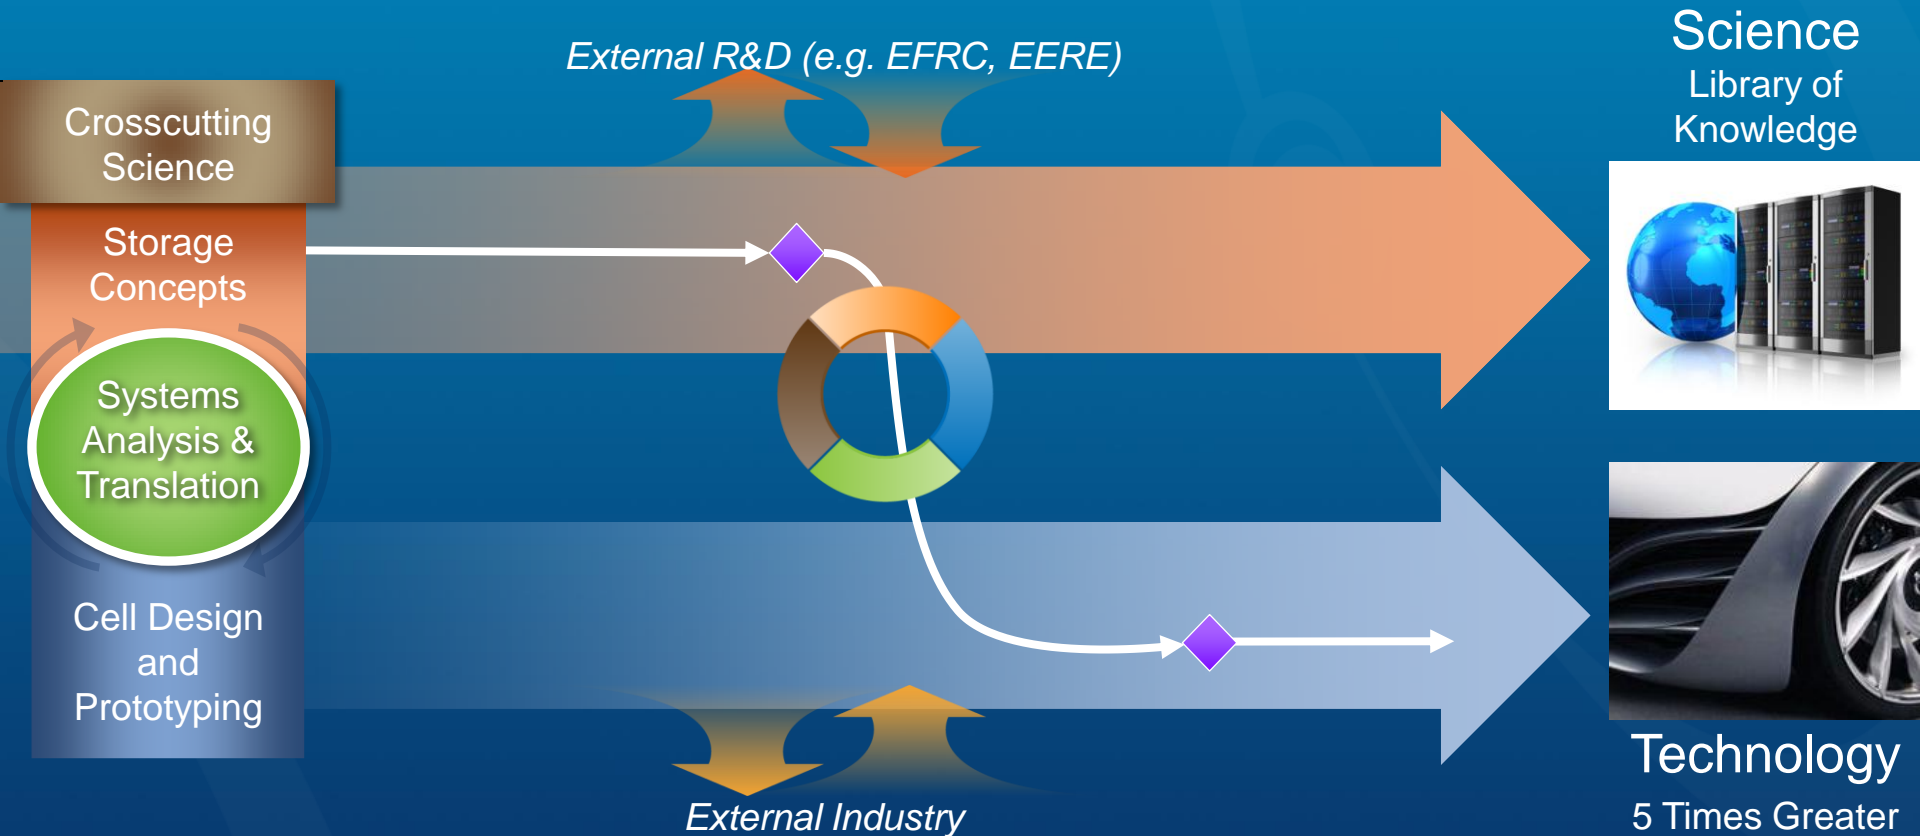 External R&D (e.g. EFRC, EERE)
Science
Library of
Knowledge
Crosscutting
Science
Storage
Concepts
Systems
Analysis &
Translation
Cell Design
and
Prototyping
External Industry
Technology
5 Times Greater